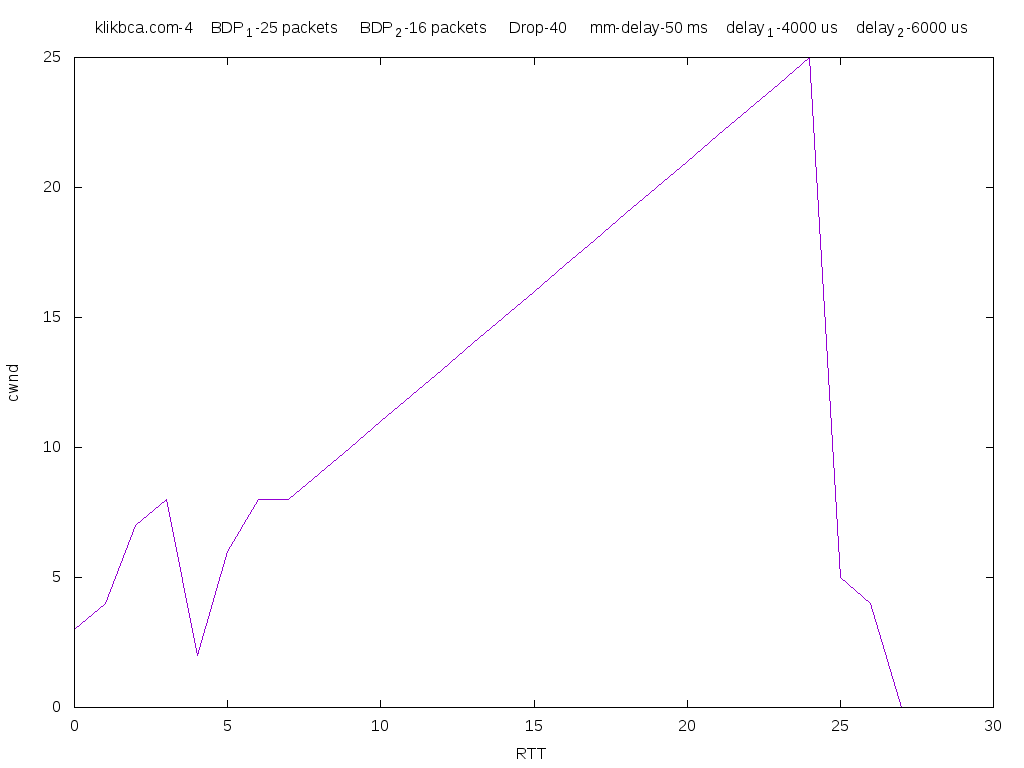 klikbca.com-4 BDP1-25 packets BDP2-16 packets Drop-40 mm-delay-50 ms delay1-4000 us delay2-6000 us
25
20
15
10
5
0
cwnd
0 5 10 15 20 25 30
RTT